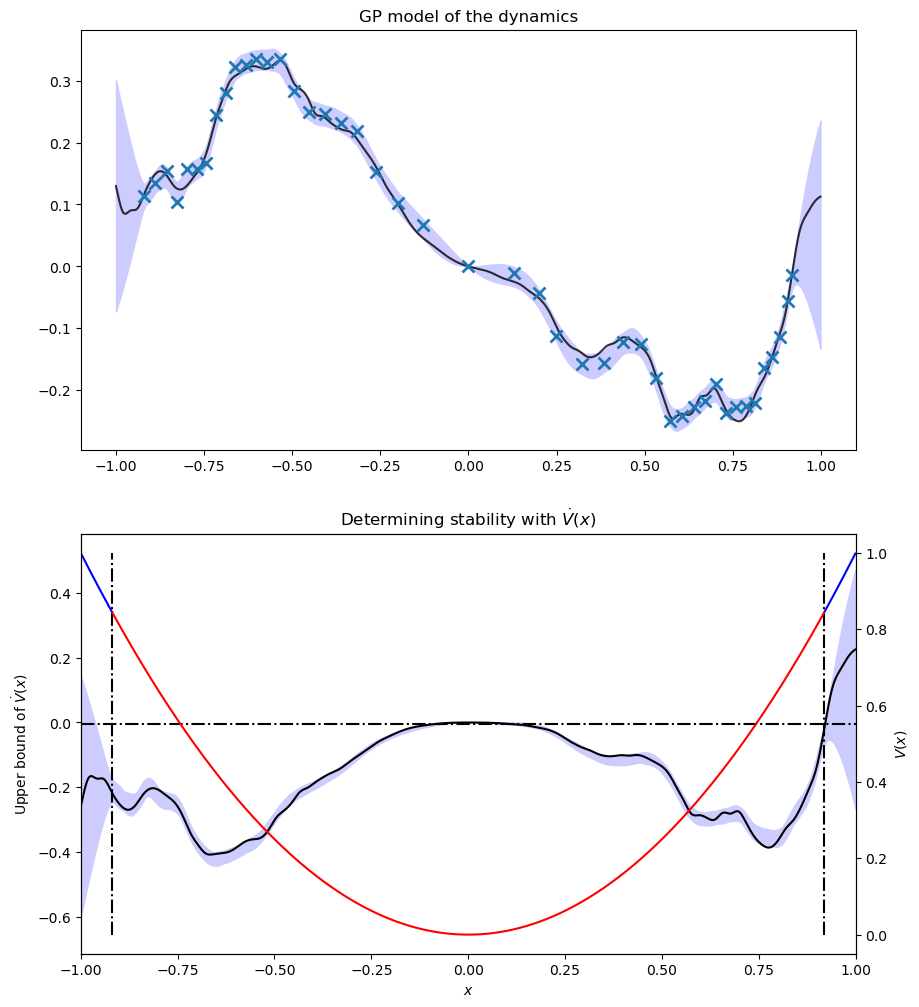 GP model of the dynamics
0.3
0.2
0.1
0.0
−0.1
−0.2
−1.00 −0.75 −0.50 −0.25 0.00 0.25 0.50 0.75 1.00
Determining stability with V̇(x)
Upper bound of V̇(x)
0.4
0.2
0.0
−0.2
−0.4
−0.6
1.0
0.8
0.6
0.4
0.2
0.0
V(x)
−1.00 −0.75 −0.50 −0.25 0.00 0.25 0.50 0.75 1.00
x